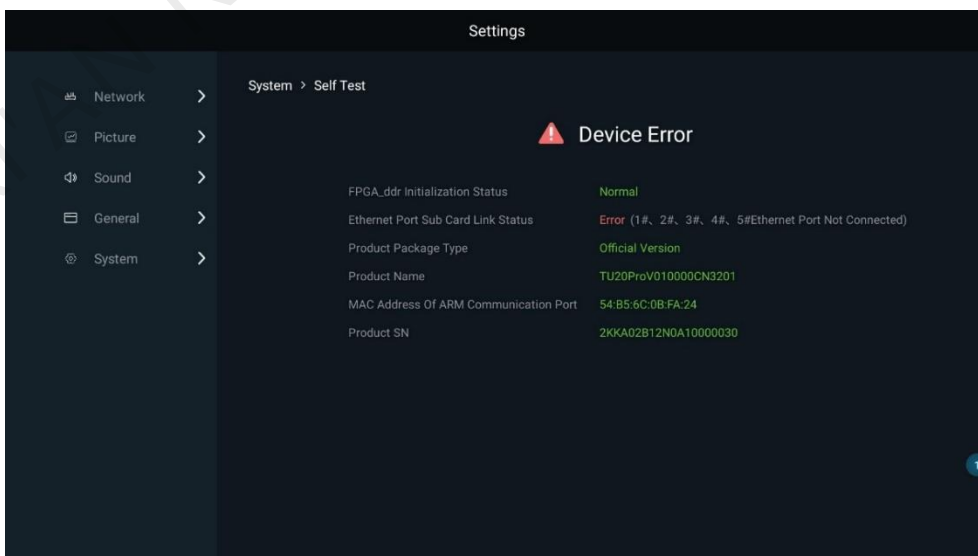 Settings
Network
Picture
Sound
General
System
System > Self Test
Device Error
FPGA_ddr Initialization Status Normal
Ethernet Port Sub Card Link Status Error (1#、2#、3#、4#、5#Ethernet Port Not Connected)
Product Package Type Official Version
Product Name TU20ProV010000CN3201
MAC Address Of ARM Communication Port 54:B5:6C:0B:FA:24
Product SN 2KKA02B12N0A10000030